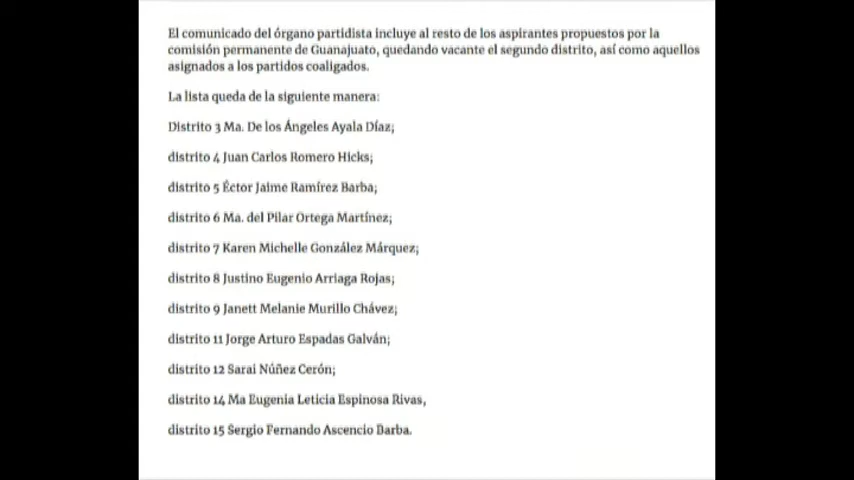 El comunicado del órgano partidista incluye al resto de los aspirantes propuestos por la
comisión permanente de Guanajuato, quedando vacante el segundo distrito, así como aquellos
asignados a los partidos coaligados.
La lista queda de la siguiente manera:
Distrito 3 Ma. De los Ángeles Ayala Díaz;
distrito 4 Juan Carlos Romero Hicks;
distrito 5 Éctor Jaime Ramírez Barba;
distrito 6 Ma. del Pilar Ortega Martínez;
distrito 7 Karen Michelle González Márquez;
distrito 8 Justino Eugenio Arriaga Rojas;
distrito 9 Janett Melanie Murillo Chávez;
distrito 11 Jorge Arturo Espadas Galván;
distrito 12 Sarai Núñez Cerón;
distrito 14 Ma Eugenia Leticia Espinosa Rivas,
distrito 15 Sergio Fernando Ascencio Barba.